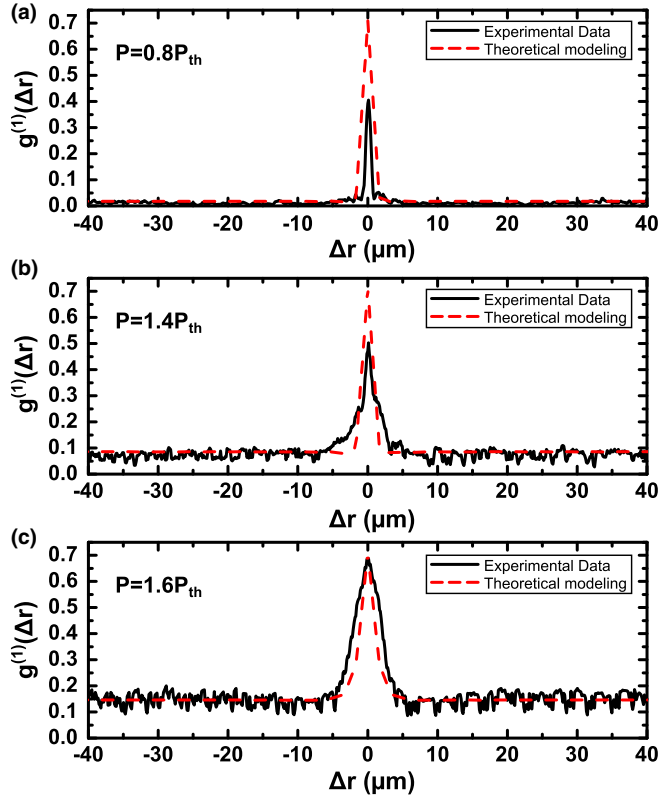 (a)
0.7
0.6
0.5
0.4
0.3
0.2
0.1
0.0
g(1)(Δr)
P=0.8Pth
Experimental Data
Theoretical modeling
-40 -30 -20 -10 0 10 20 30 40
Δr (µm)
(b)
0.7
0.6
0.5
0.4
0.3
0.2
0.1
0.0
g(1)(Δr)
P=1.4Pth
Experimental Data
Theoretical modeling
-40 -30 -20 -10 0 10 20 30 40
Δr (µm)
(c)
0.7
0.6
0.5
0.4
0.3
0.2
0.1
0.0
g(1)(Δr)
P=1.6Pth
Experimental Data
Theoretical modeling
-40 -30 -20 -10 0 10 20 30 40
Δr (µm)